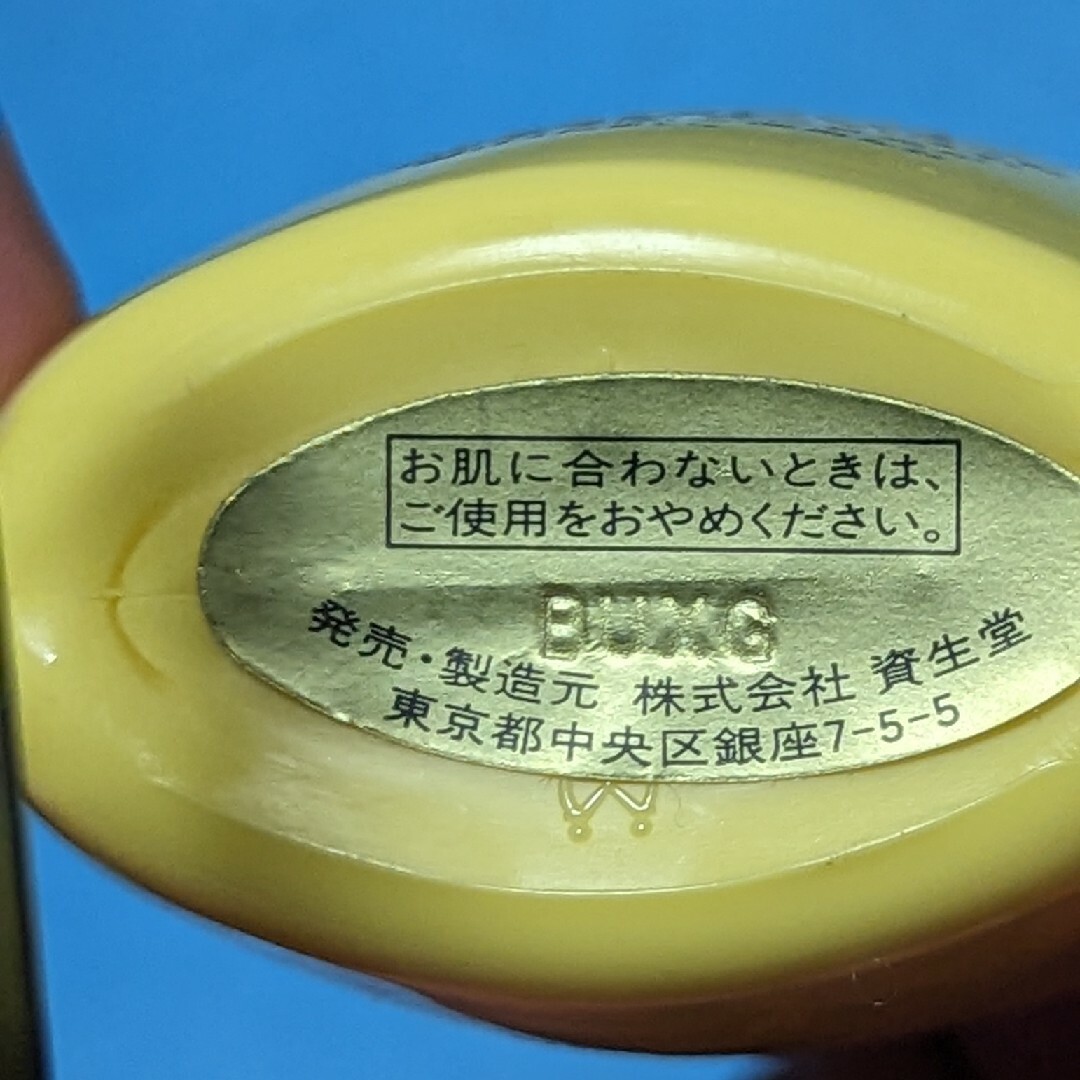 お肌に合わないときは、
ご使用をおやめください。
BUXG
発売・製造元 株式会社 資生堂
東京都中央区銀座7-5-5